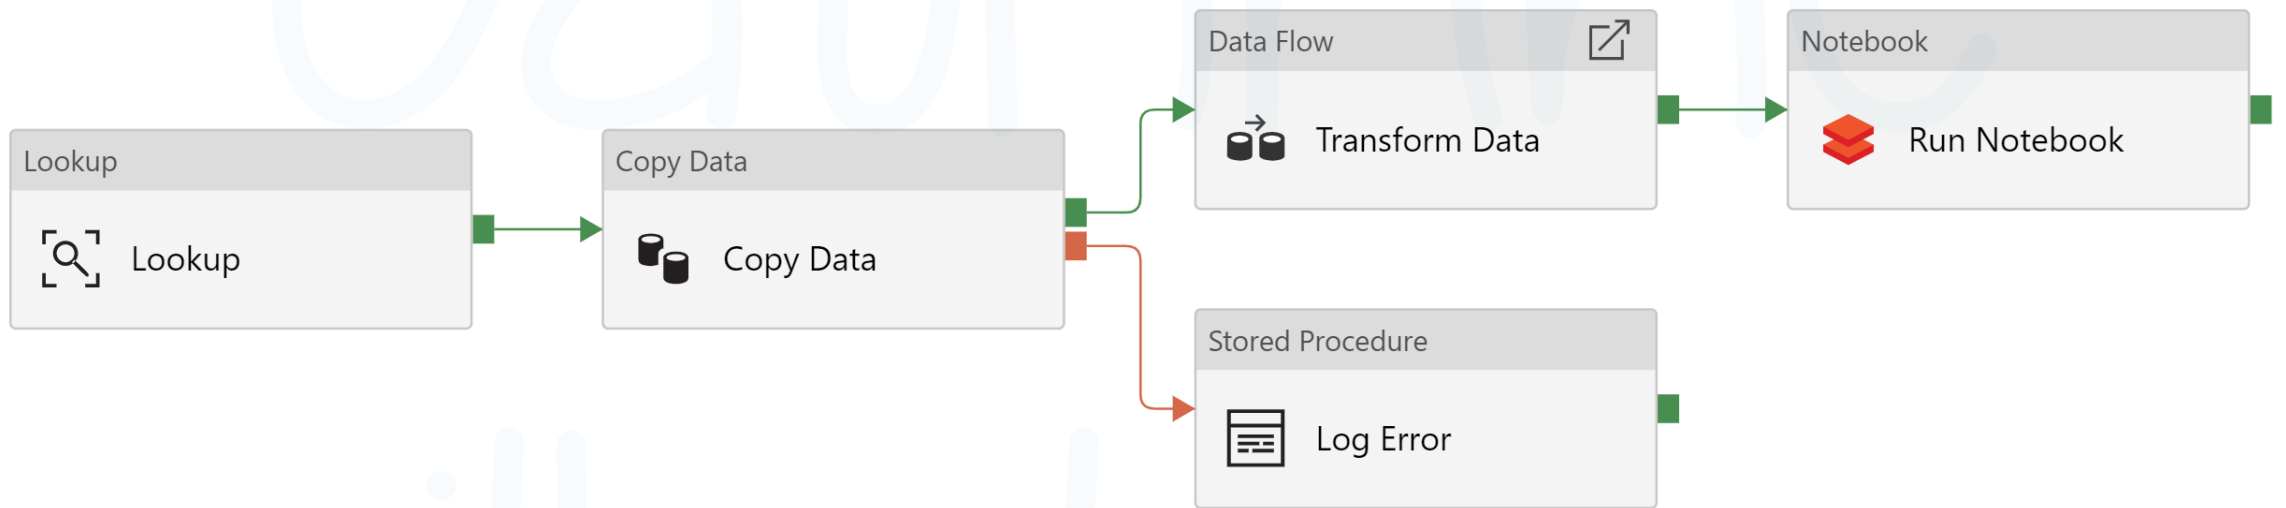 Lookup
Lookup
Copy Data
Copy Data
Data Flow
Transform Data
Notebook
Run Notebook
Stored Procedure
Log Error